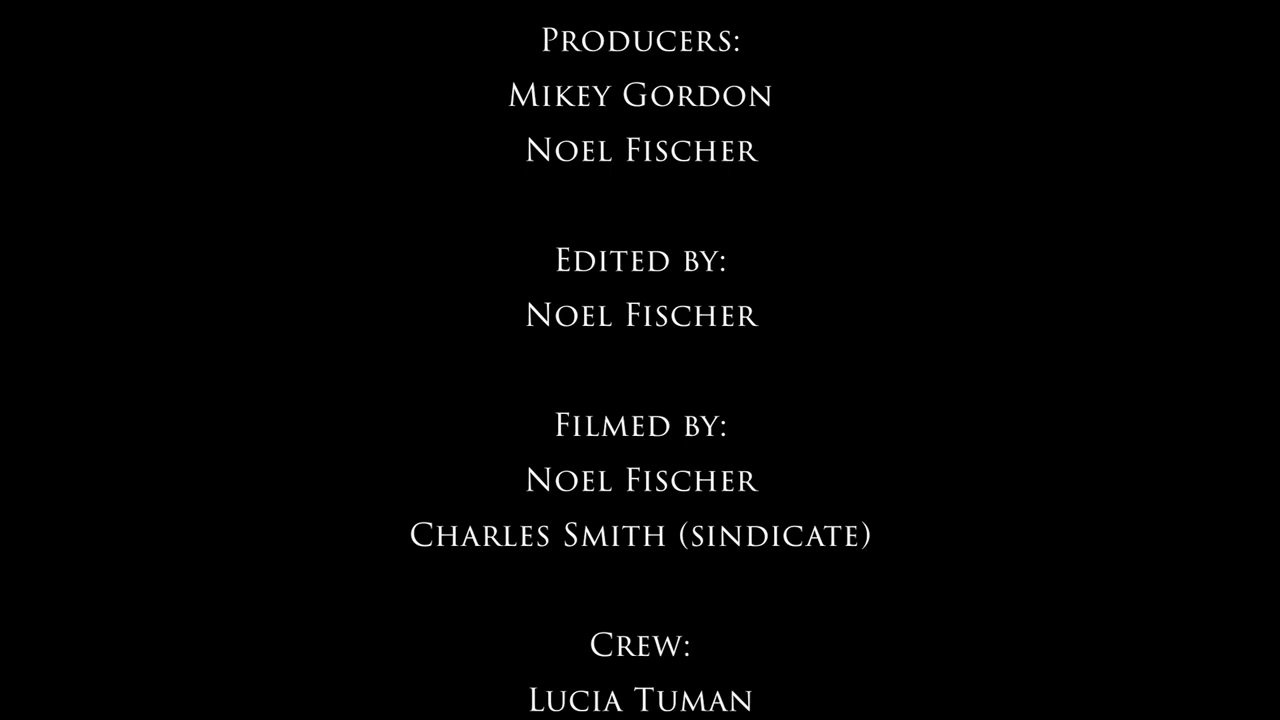 Producers:
Mikey Gordon
Noel Fischer
Edited by:
Noel Fischer
Filmed by:
Noel Fischer
Charles Smith (sindicate)
Crew:
Lucia Tuman